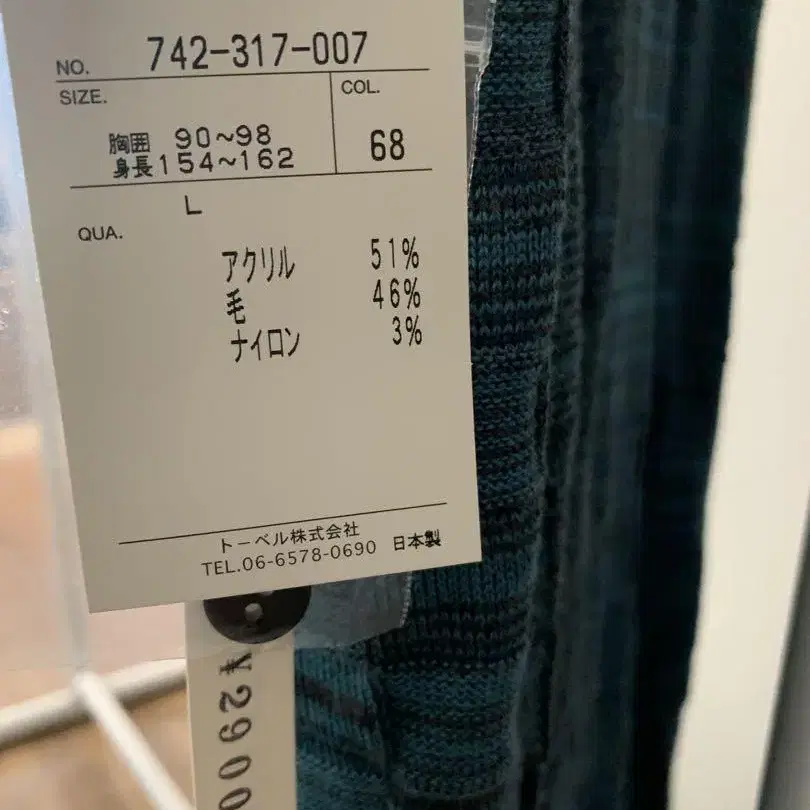 NO. 742-317-007
SIZE.
COL.
胸囲 90~98
身長154~162
68
L
QUA.
アクリル 51%
毛 46%
ナイロン 3%
トーベル株式会社
TEL.06-6578-0690 日本製
¥2900